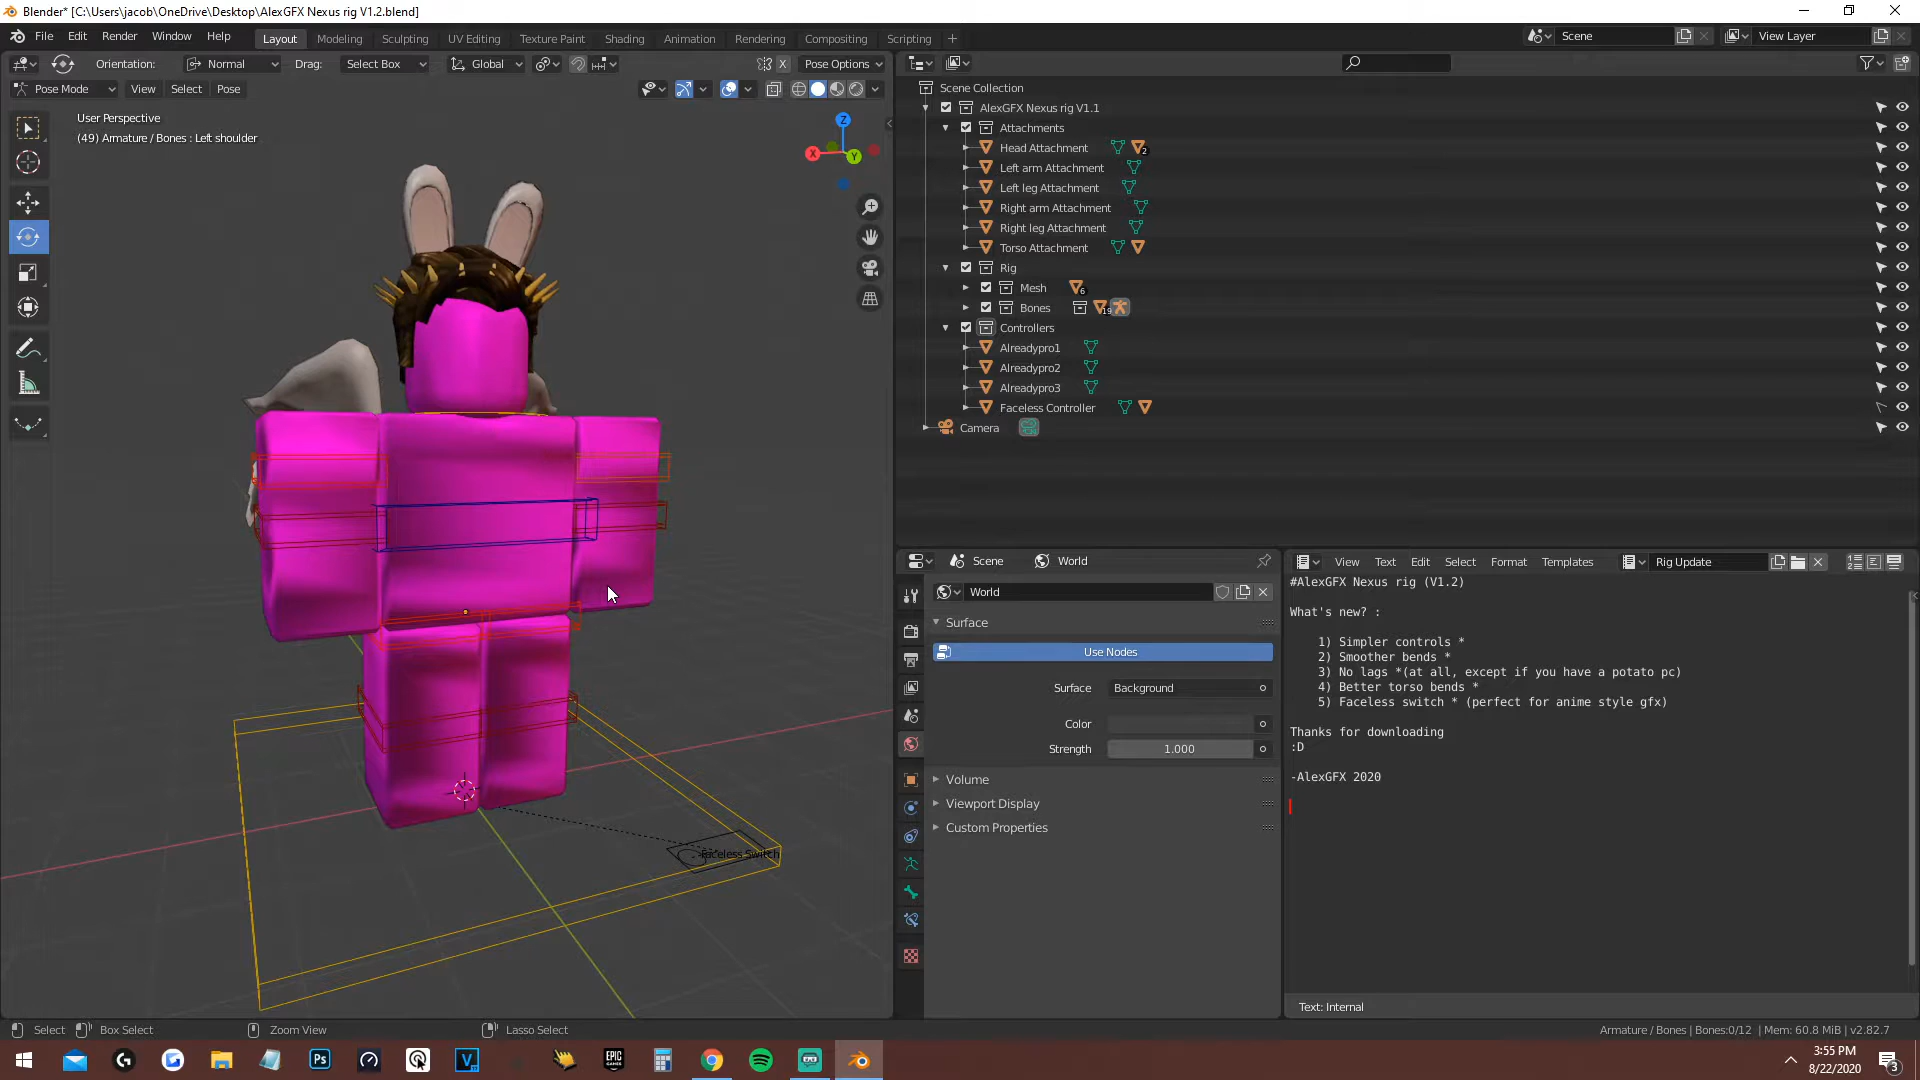 Blender* [C:\Users\jacob\OneDrive\Desktop\AlexGFX Nexus rig V1.2.blend]
File Edit Render Window Help
Layout Modeling Sculpting UV Editing Texture Paint Shading Animation Rendering Compositing Scripting +
Scene
View Layer
Orientation: Normal Drag: Select Box Global X Pose Options
Pose Mode View Select Pose
User Perspective
(49) Armature / Bones : Left shoulder
Z
X
Y
Faceless Switch
Scene Collection
AlexGFX Nexus rig V1.1
Attachments
Head Attachment 2
Left arm Attachment
Left leg Attachment
Right arm Attachment
Right leg Attachment
Torso Attachment
Rig
Mesh 6
Bones 19
Controllers
Alreadypro1
Alreadypro2
Alreadypro3
Faceless Controller
Camera
Scene World
World
Surface
Use Nodes
Surface Background
Color
Strength 1.000
Volume
Viewport Display
Custom Properties
View Text Edit Select Format Templates Rig Update
#AlexGFX Nexus rig (V1.2)
What's new? :
1) Simpler controls *
2) Smoother bends *
3) No lags *(at all, except if you have a potato pc)
4) Better torso bends *
5) Faceless switch * (perfect for anime style gfx)
Thanks for downloading
:D
-AlexGFX 2020
Text: Internal
Select Box Select Zoom View Lasso Select
Armature / Bones | Bones:0/12 | Mem: 60.8 MiB | v2.82.7
Ps
V
EPIC GAMES
3:55 PM
8/22/2020
3